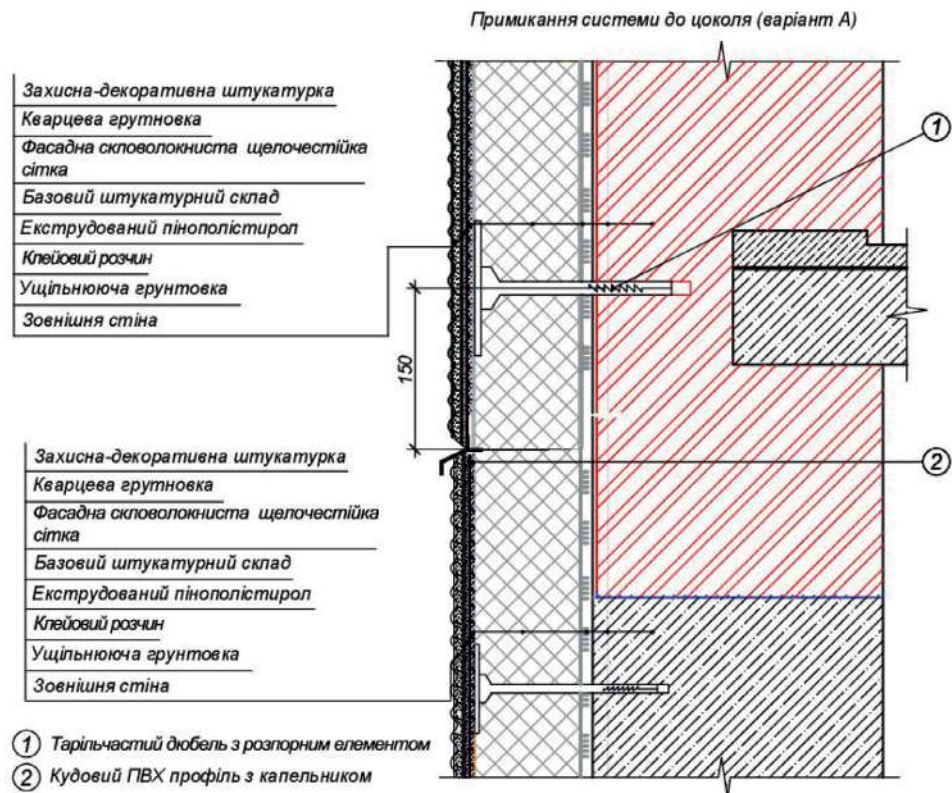 Примикання системи до цоколя (варіант А)
Захисна-декоративна штукатурка
Кварцева грутновка
Фасадна скловолокниста щелочестійка
сітка
Базовий штукатурний склад
Екструдований пінополістирол
Клейовий розчин
Ущільнююча грунтовка
Зовнішня стіна
1
150
2
Захисна-декоративна штукатурка
Кварцева грутновка
Фасадна скловолокниста щелочестійка
сітка
Базовий штукатурний склад
Екструдований пінополістирол
Клейовий розчин
Ущільнююча грунтовка
Зовнішня стіна
1 Тарільчастий дюбель з розпорним елементом
2 Кудовий ПВХ профіль з капельником